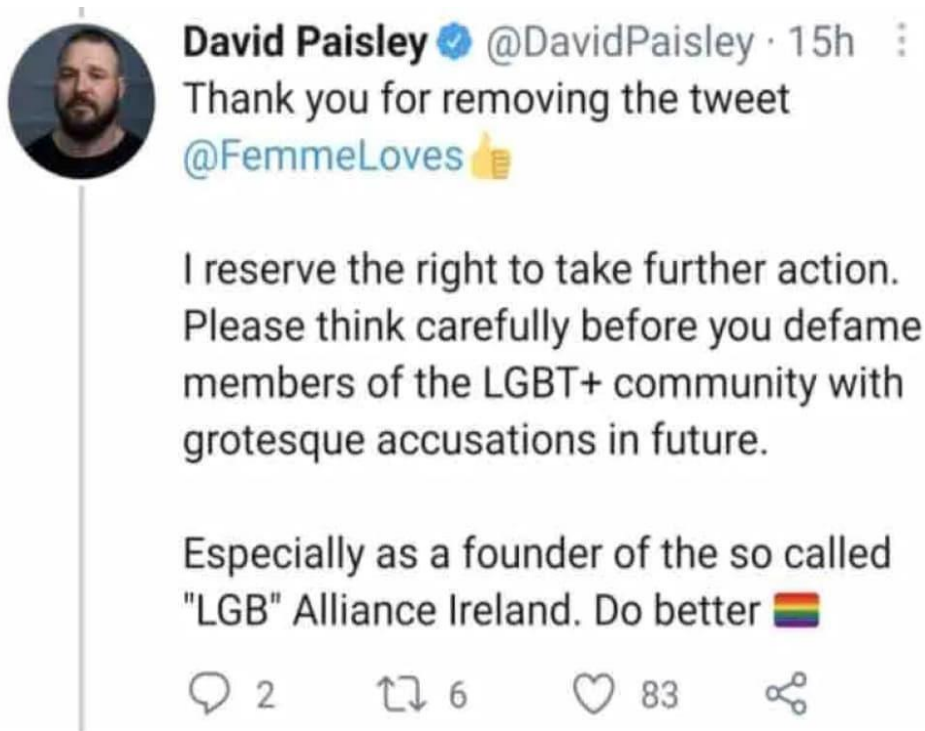 David Paisley @DavidPaisley · 15h
Thank you for removing the tweet
@FemmeLoves👍
I reserve the right to take further action.
Please think carefully before you defame
members of the LGBT+ community with
grotesque accusations in future.
Especially as a founder of the so called
"LGB" Alliance Ireland. Do better 🏳️‍🌈
2 6 83